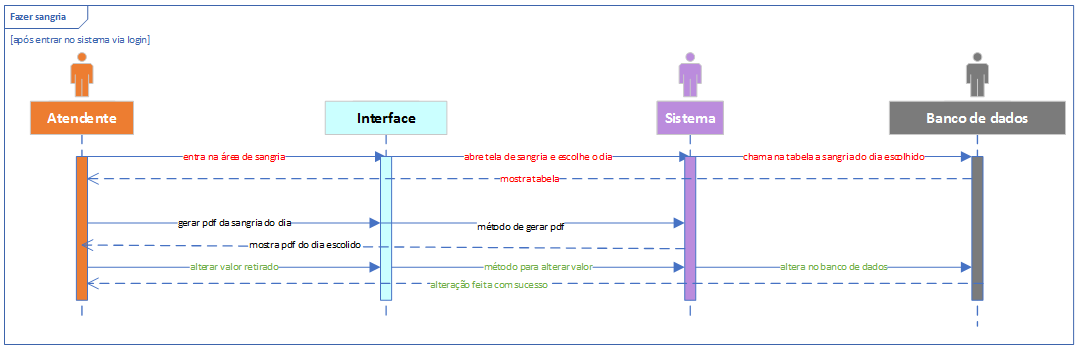 Fazer sangria
[após entrar no sistema via login]
Atendente
Interface
Sistema
Banco de dados
entra na área de sangria
abre tela de sangria e escolhe o dia
chama na tabela a sangria do dia escolhido
mostra tabela
gerar pdf da sangria do dia
método de gerar pdf
mostra pdf do dia escolido
alterar valor retirado
método para alterar valor
altera no banco de dados
alteração feita com sucesso